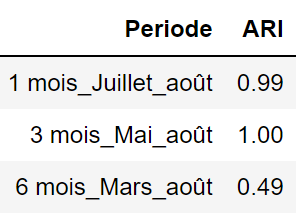 Periode ARI
1 mois_Juillet_août 0.99
3 mois_Mai_août 1.00
6 mois_Mars_août 0.49